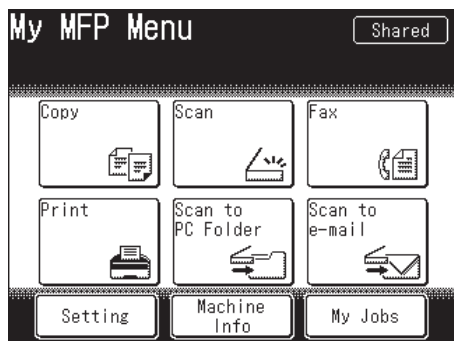 My MFP Menu
Shared
Copy
Scan
Fax
Print
Scan to
PC Folder
Scan to
e-mail
Setting
Machine
Info
My Jobs